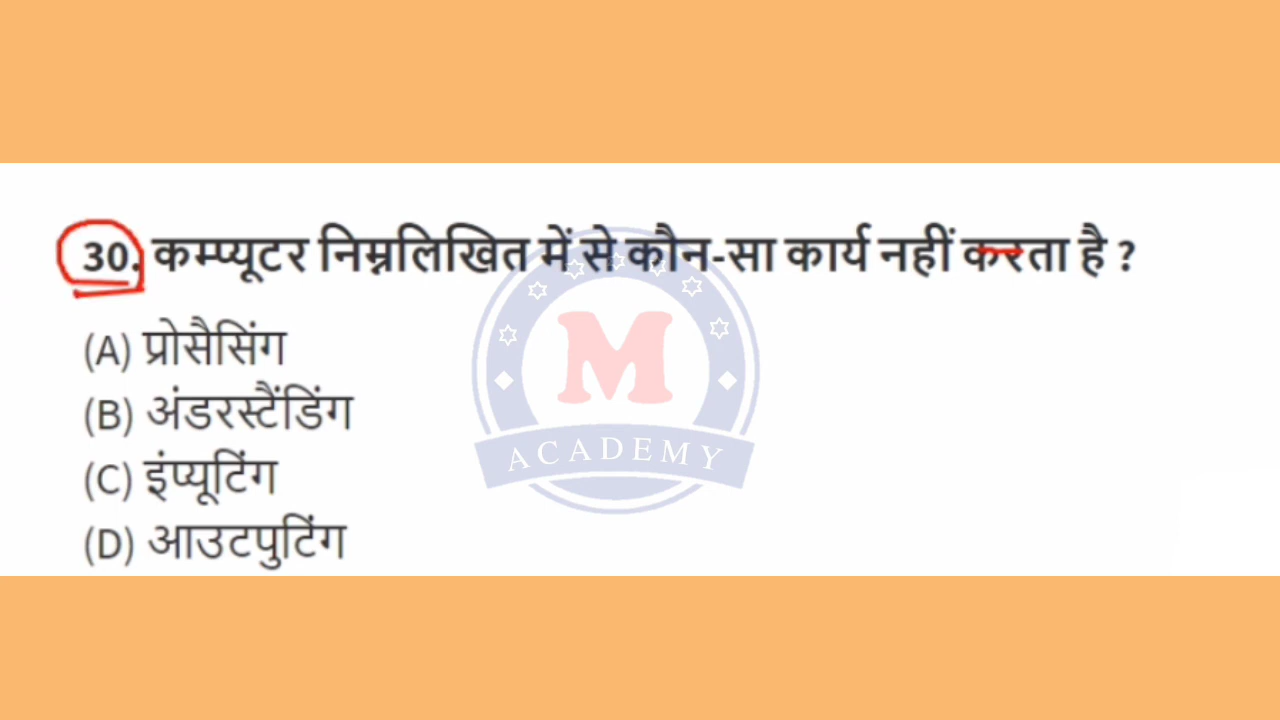 30. कम्प्यूटर निम्नलिखित में से कौन-सा कार्य नहीं करता है ?
(A) प्रोसैसिंग
(B) अंडरस्टैंडिंग
(C) इंप्यूटिंग
(D) आउटपुटिंग
M
ACADEMY